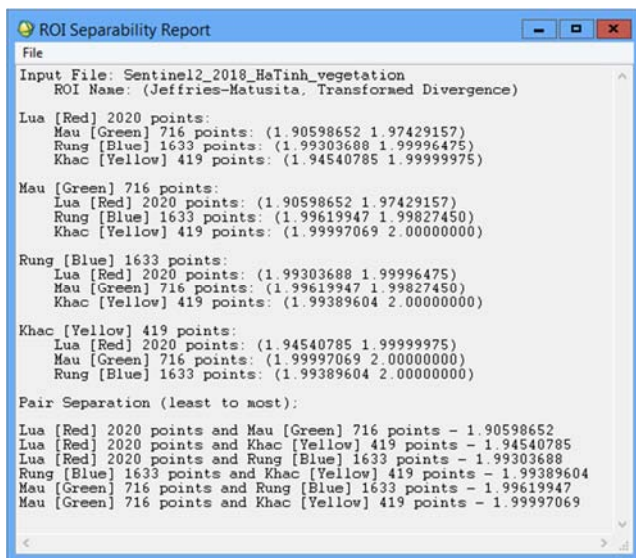 ROI Separability Report
File
Input File: Sentinel2_2018_HaTinh_vegetation
ROI Name: (Jeffries-Matusita, Transformed Divergence)
Lua [Red] 2020 points:
Mau [Green] 716 points: (1.90598652 1.97429157)
Rung [Blue] 1633 points: (1.99303688 1.99996475)
Khac [Yellow] 419 points: (1.94540785 1.99999975)
Mau [Green] 716 points:
Lua [Red] 2020 points: (1.90598652 1.97429157)
Rung [Blue] 1633 points: (1.99619947 1.99827450)
Khac [Yellow] 419 points: (1.99997069 2.00000000)
Rung [Blue] 1633 points:
Lua [Red] 2020 points: (1.99303688 1.99996475)
Mau [Green] 716 points: (1.99619947 1.99827450)
Khac [Yellow] 419 points: (1.99389604 2.00000000)
Khac [Yellow] 419 points:
Lua [Red] 2020 points: (1.94540785 1.99999975)
Mau [Green] 716 points: (1.99997069 2.00000000)
Rung [Blue] 1633 points: (1.99389604 2.00000000)
Pair Separation (least to most);
Lua [Red] 2020 points and Mau [Green] 716 points - 1.90598652
Lua [Red] 2020 points and Khac [Yellow] 419 points - 1.94540785
Lua [Red] 2020 points and Rung [Blue] 1633 points - 1.99303688
Rung [Blue] 1633 points and Khac [Yellow] 419 points - 1.99389604
Mau [Green] 716 points and Rung [Blue] 1633 points - 1.99619947
Mau [Green] 716 points and Khac [Yellow] 419 points - 1.99997069